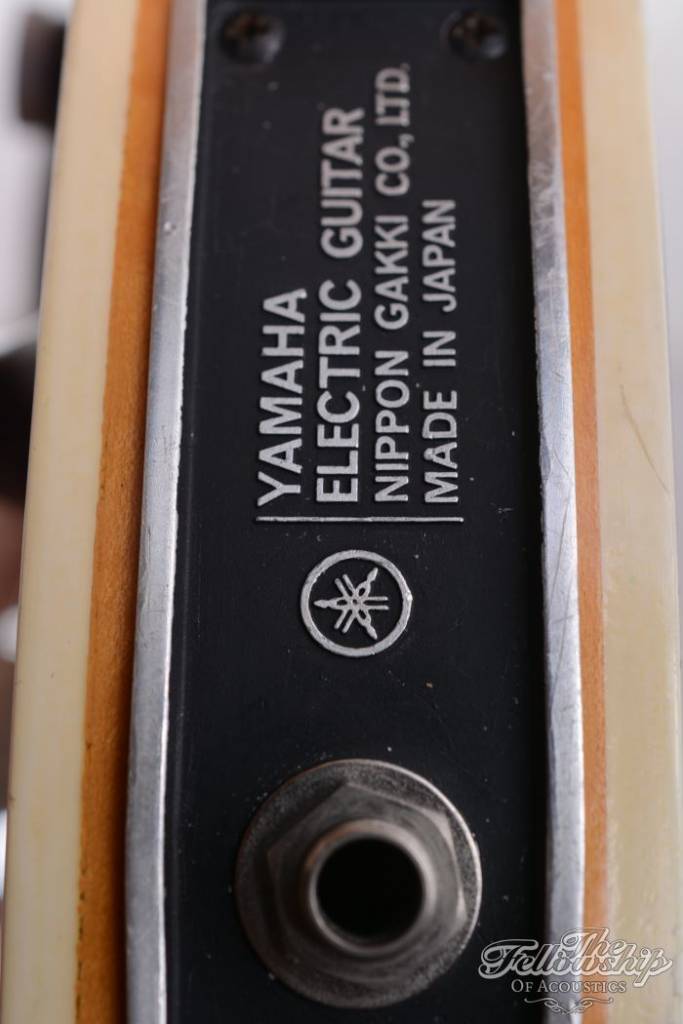 YAMAHA
ELECTRIC GUITAR
NIPPON GAKKI CO., LTD.
MADE IN JAPAN
The
Fellowship
OF ACOUSTICS